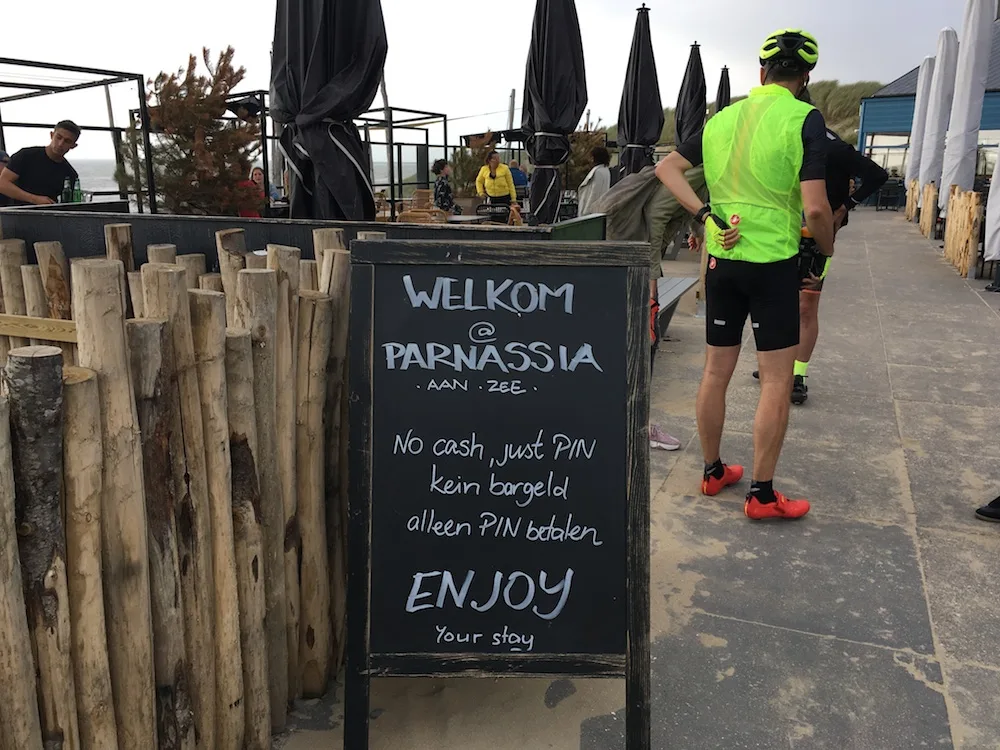 WELKOM
@
PARNASSIA
· AAN · ZEE ·
No cash, just PIN
kein bargeld
alleen PIN betalen
ENJOY
Your stay